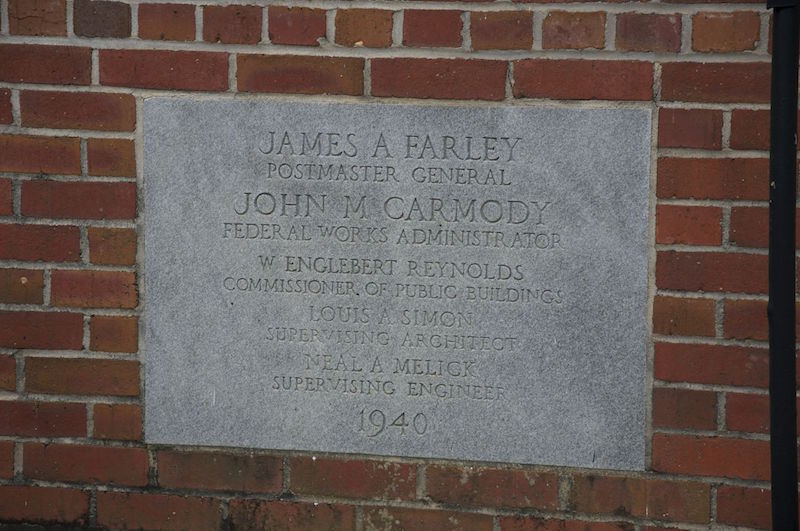 JAMES A FARLEY
POSTMASTER GENERAL
JOHN M CARMODY
FEDERAL WORKS ADMINISTRATOR
W ENGLEBERT REYNOLDS
COMMISSIONER OF PUBLIC BUILDINGS
LOUIS A SIMON
SUPERVISING ARCHITECT
NEAL A MELICK
SUPERVISING ENGINEER
1940